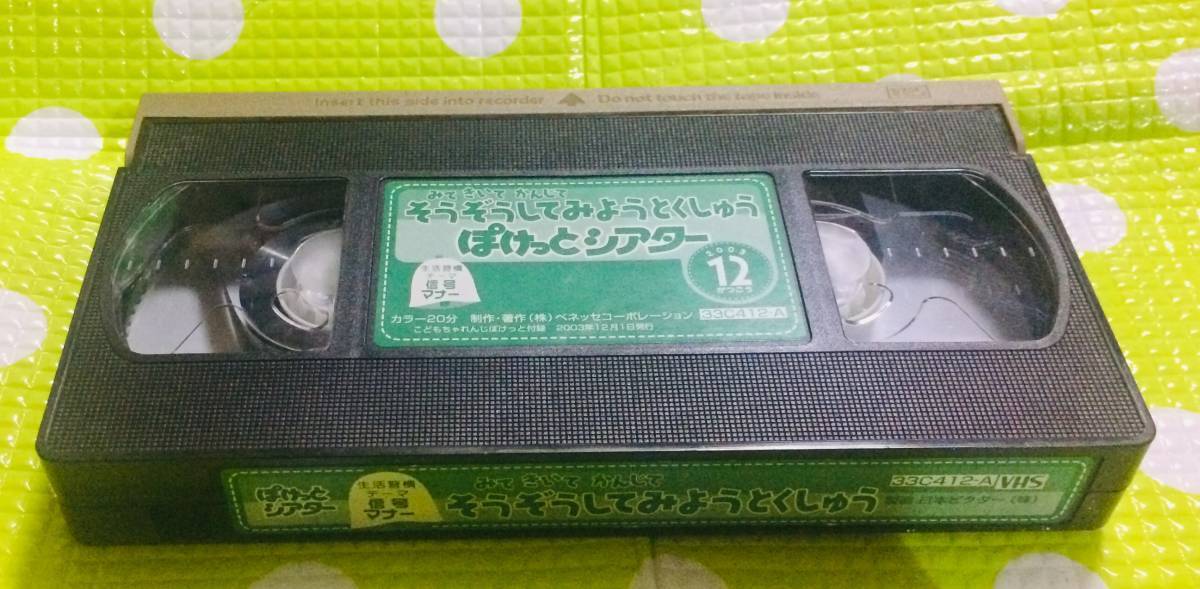 Insert this side into recorder Do not touch the tape inside
みて きいて かんじて
そうぞうしてみようとくしゅう
ぽけっとシアター
2003
12
がつごう
生活習慣
テーマ
信号
マナー
カラー20分 制作・著作(株)ベネッセコーポレーション 33C412-A
こどもちゃれんじぽけっと付録 2003年12月1日発行
ぽけっと
シアター
生活習慣
テーマ
信号
マナー
みて きいて かんじて
そうぞうしてみようとくしゅう
33C412-A VHS
製造 日本ビクター(株)